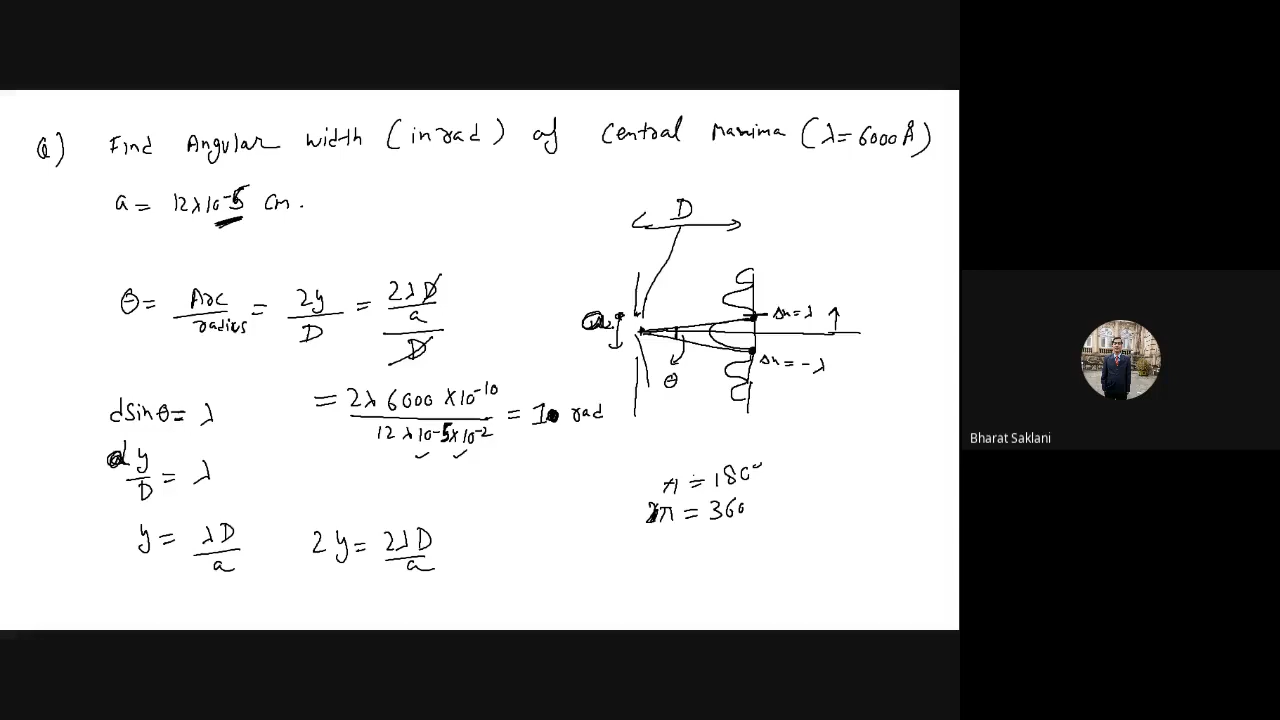 Q) Find Angular width (in rad) of Central Maxima (λ = 6000 Å)
a = 12 x 10^-5 cm.
D
θ = Arc/radius = 2y/D = (2λD/a)/D
Δx = λ
Δx = -λ
θ
= (2 x 6000 x 10^-10)/(12 x 10^-5 x 10^-2) = 1 rad
d sin θ = λ
d y/D = λ
π = 180°
2π = 360
y = λD/a
2y = 2λD/a
Bharat Saklani